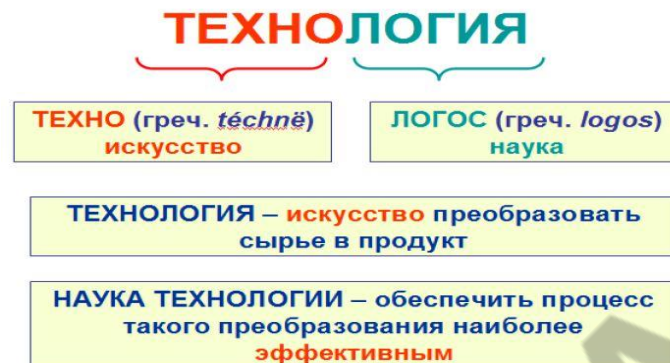 ТЕХНОЛОГИЯ
ТЕХНО (греч. téchnë)
искусство
ЛОГОС (греч. logos)
наука
ТЕХНОЛОГИЯ – искусство преобразовать
сырье в продукт
НАУКА ТЕХНОЛОГИИ – обеспечить процесс
такого преобразования наиболее
эффективным